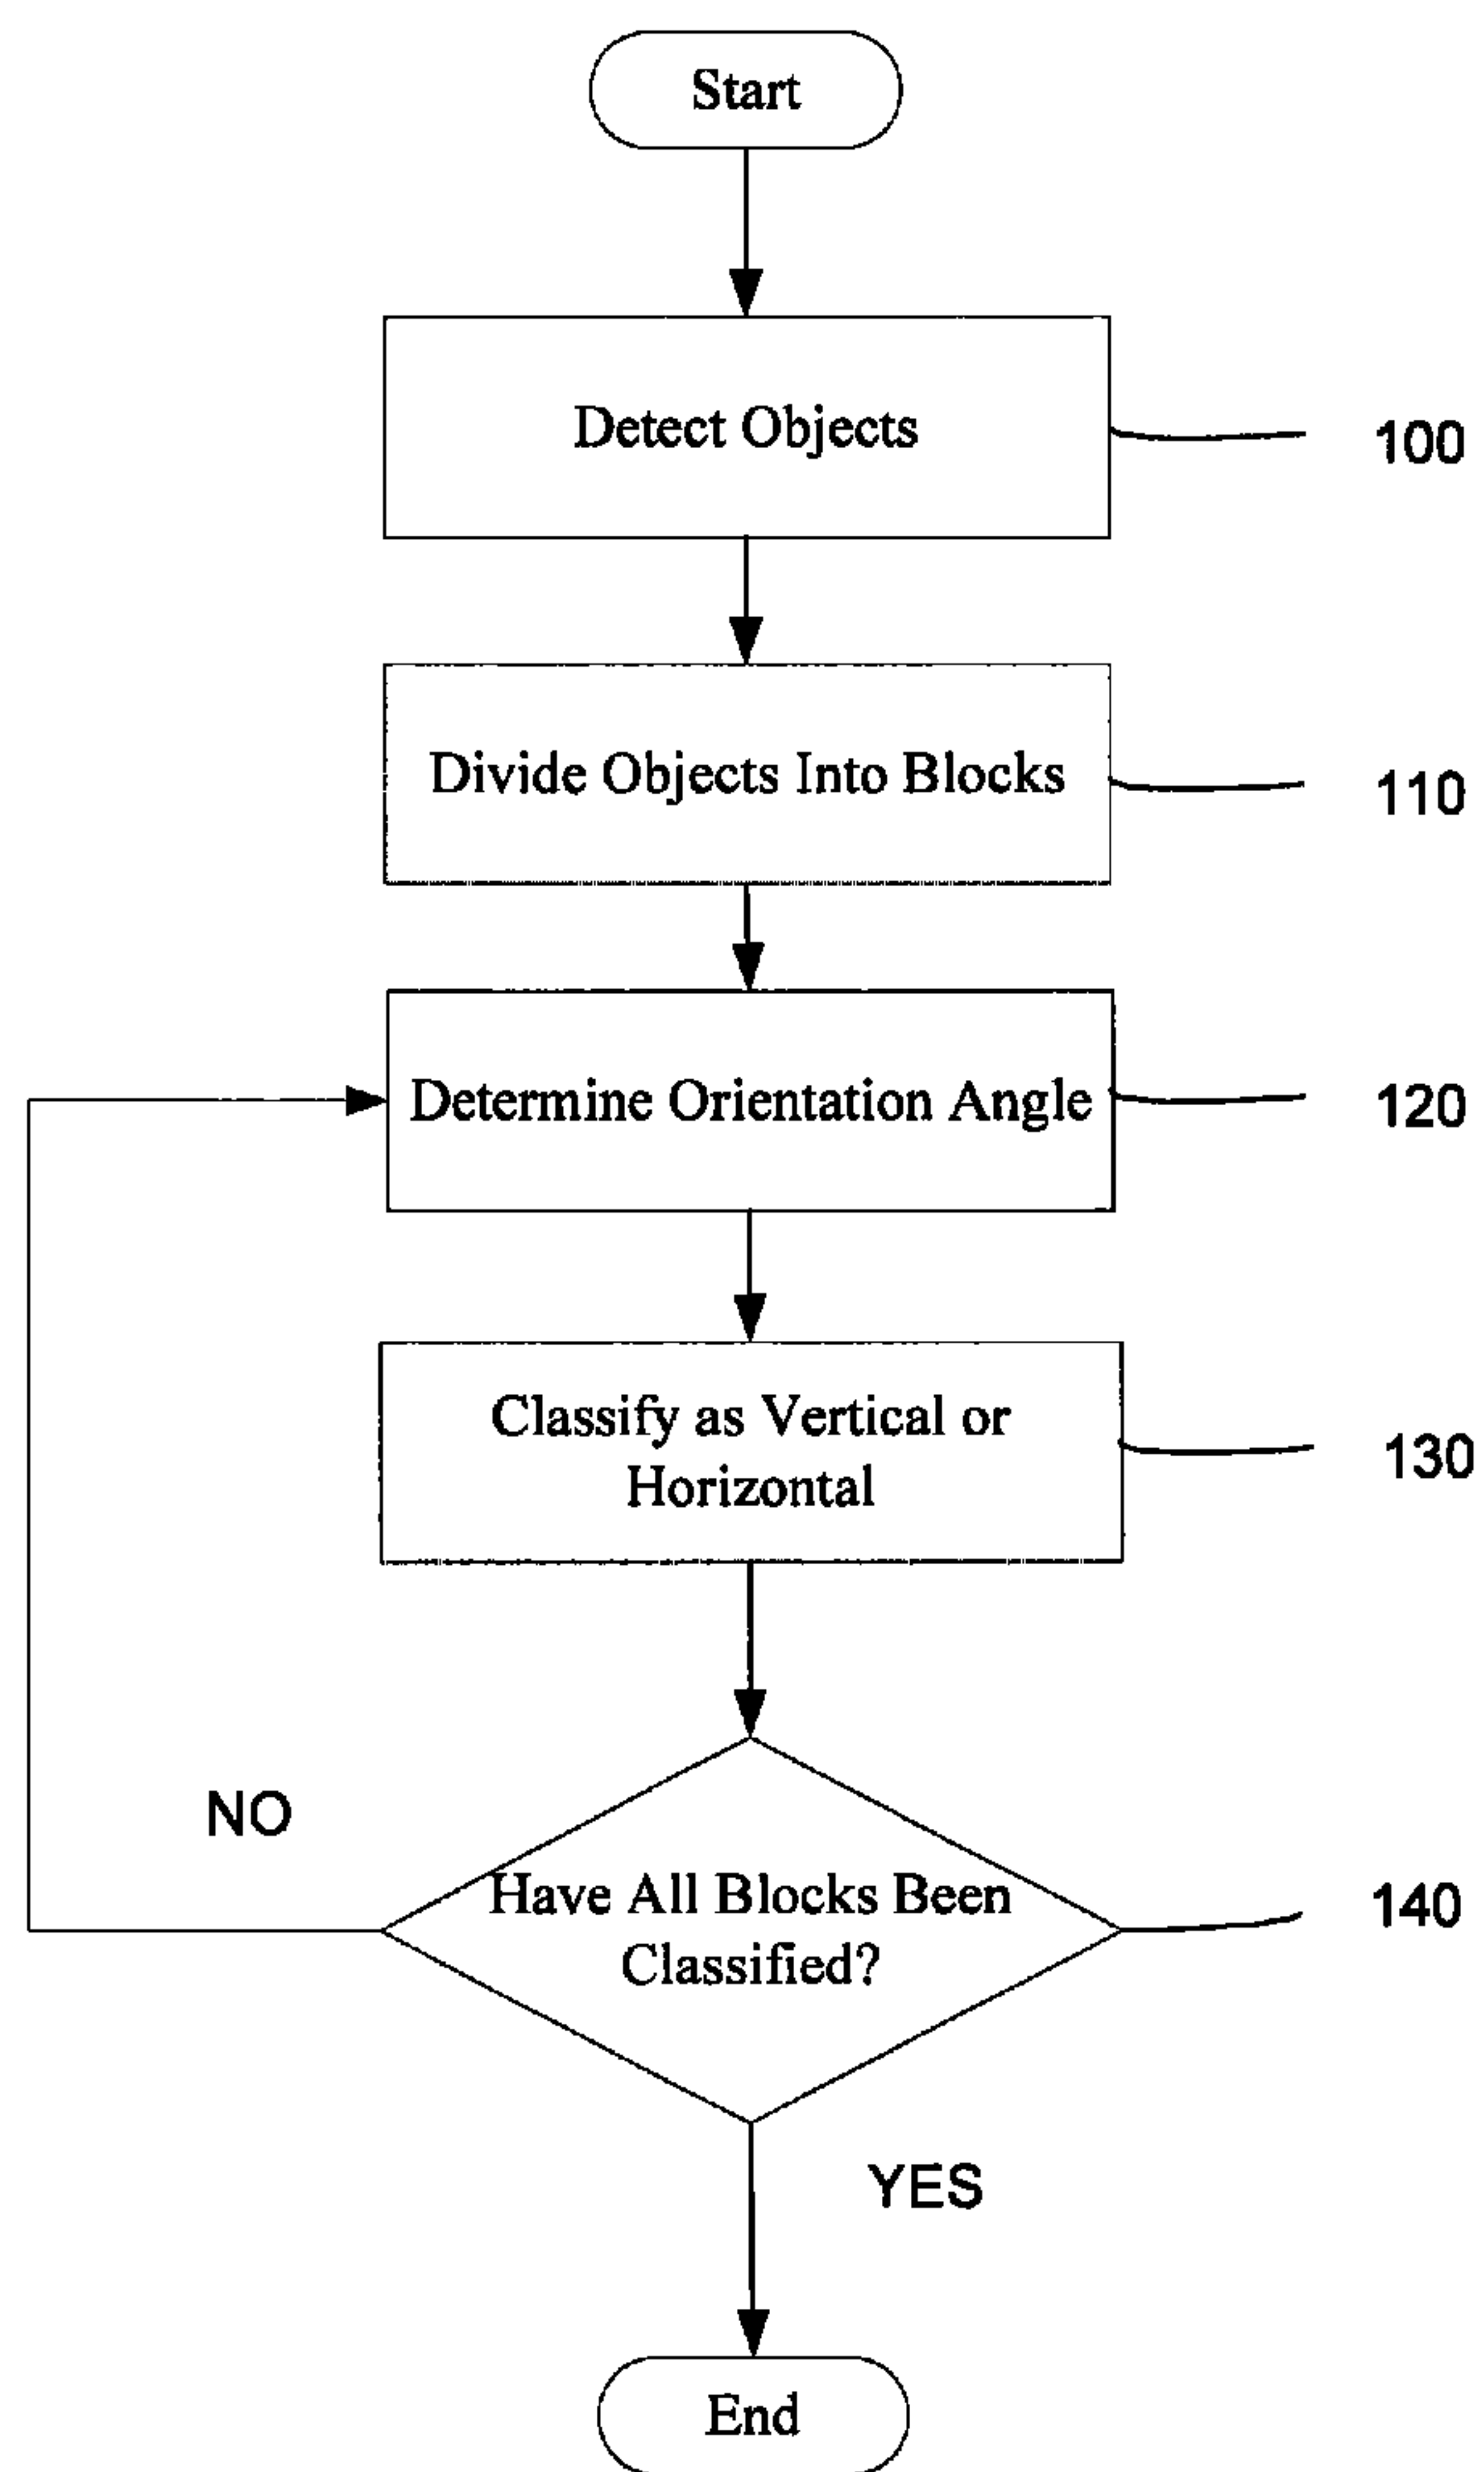 Start
Detect Objects
100
Divide Objects Into Blocks
110
Determine Orientation Angle
120
Classify as Vertical or
Horizontal
130
NO
Have All Blocks Been
Classified?
140
YES
End